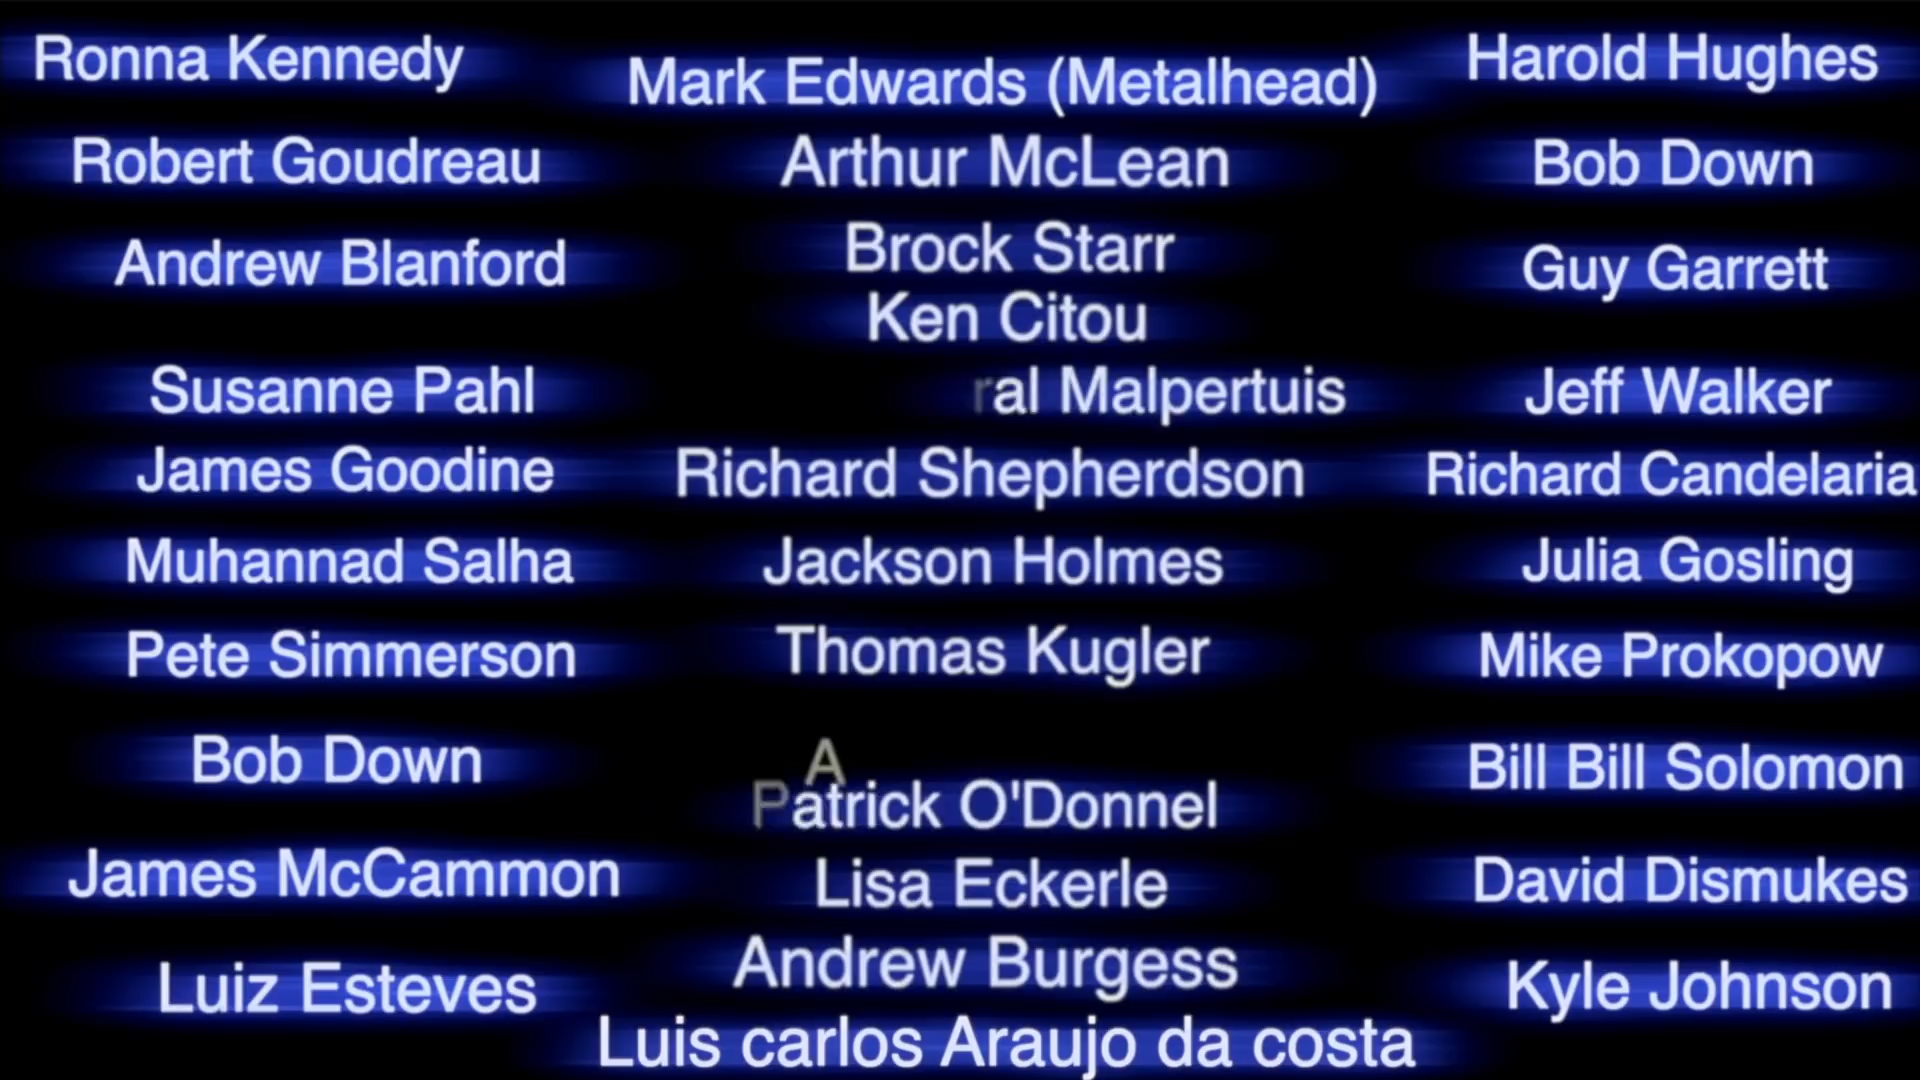 Ronna Kennedy
Robert Goudreau
Andrew Blanford
Susanne Pahl
James Goodine
Muhannad Salha
Pete Simmerson
Bob Down
James McCammon
Luiz Esteves
Mark Edwards (Metalhead)
Arthur McLean
Brock Starr
Ken Citou
ral Malpertuis
Richard Shepherdson
Jackson Holmes
Thomas Kugler
A
Patrick O'Donnel
Lisa Eckerle
Andrew Burgess
Luis carlos Araujo da costa
Harold Hughes
Bob Down
Guy Garrett
Jeff Walker
Richard Candelaria
Julia Gosling
Mike Prokopow
Bill Bill Solomon
David Dismukes
Kyle Johnson